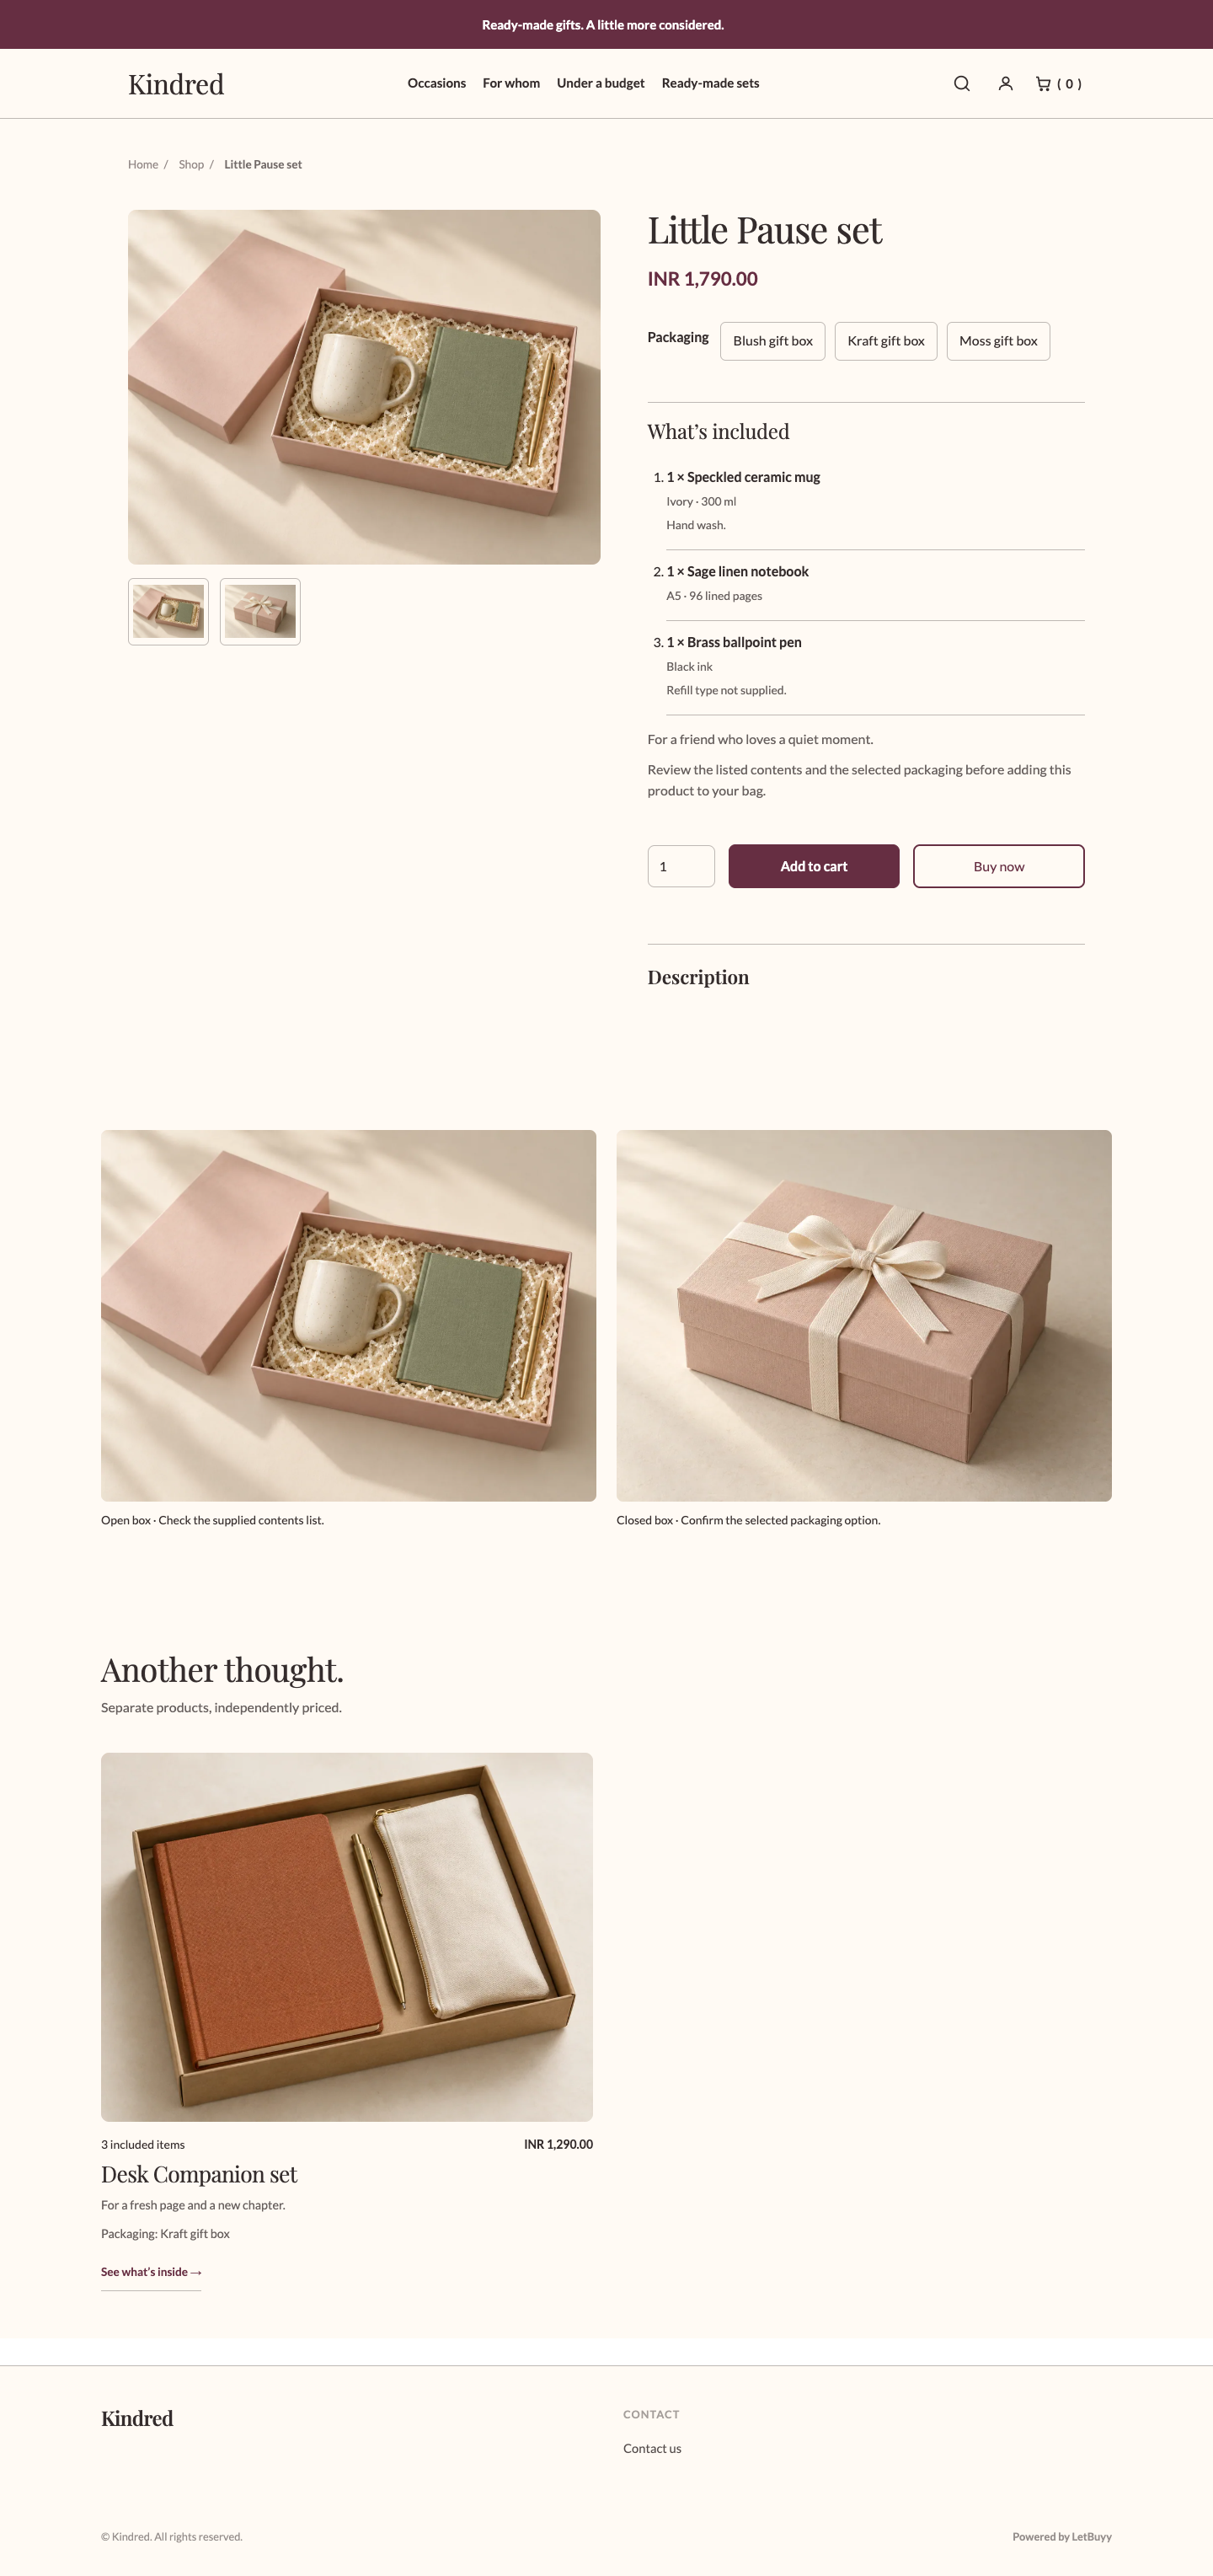 Ready-made gifts. A little more considered.
Kindred
Occasions For whom Under a budget Ready-made sets
( 0 )
Home / Shop / Little Pause set
Little Pause set
INR 1,790.00
Packaging
Blush gift box
Kraft gift box
Moss gift box
What’s included
1. 1 × Speckled ceramic mug
Ivory · 300 ml
Hand wash.
2. 1 × Sage linen notebook
A5 · 96 lined pages
3. 1 × Brass ballpoint pen
Black ink
Refill type not supplied.
For a friend who loves a quiet moment.
Review the listed contents and the selected packaging before adding this
product to your bag.
1
Add to cart
Buy now
Description
Open box · Check the supplied contents list.
Closed box · Confirm the selected packaging option.
Another thought.
Separate products, independently priced.
3 included items
INR 1,290.00
Desk Companion set
For a fresh page and a new chapter.
Packaging: Kraft gift box
See what’s inside →
Kindred
CONTACT
Contact us
© Kindred. All rights reserved.
Powered by LetBuyy